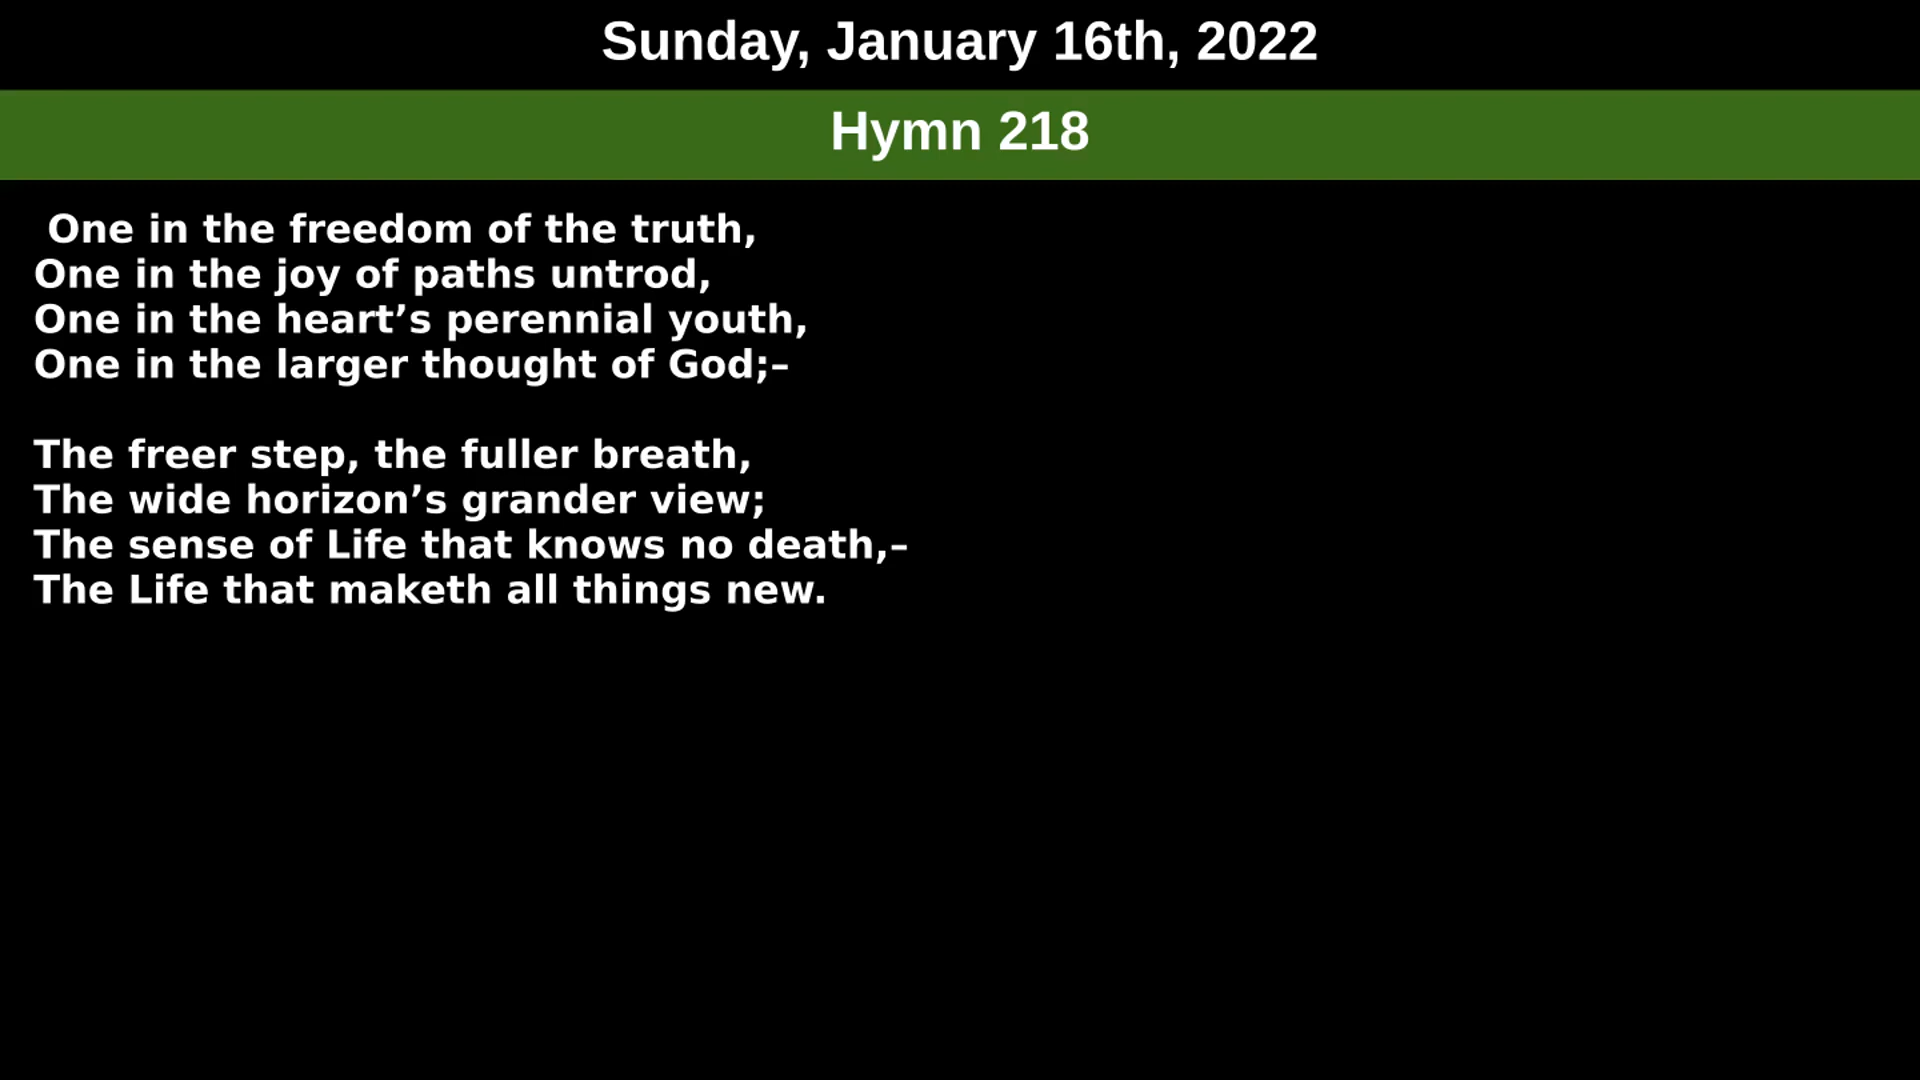 Sunday, January 16th, 2022
Hymn 218
One in the freedom of the truth,
One in the joy of paths untrod,
One in the heart’s perennial youth,
One in the larger thought of God;–
The freer step, the fuller breath,
The wide horizon’s grander view;
The sense of Life that knows no death,–
The Life that maketh all things new.